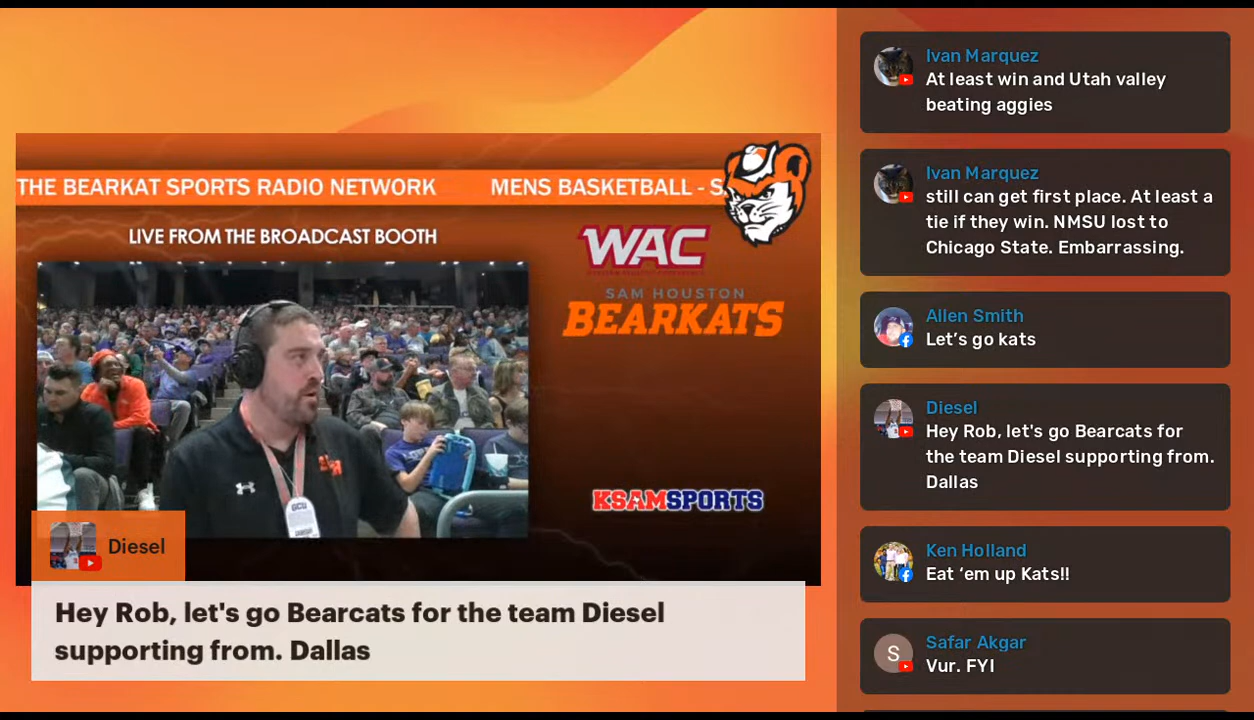 THE BEARKAT SPORTS RADIO NETWORK MENS BASKETBALL - S
LIVE FROM THE BROADCAST BOOTH
WAC
SAM HOUSTON
BEARKATS
GCU
KSAMSPORTS
Diesel
Hey Rob, let's go Bearcats for the team Diesel
supporting from. Dallas
Ivan Marquez
At least win and Utah valley
beating aggies
Ivan Marquez
still can get first place. At least a
tie if they win. NMSU lost to
Chicago State. Embarrassing.
Allen Smith
Let’s go kats
Diesel
Hey Rob, let's go Bearcats for
the team Diesel supporting from.
Dallas
Ken Holland
Eat ‘em up Kats!!
S
Safar Akgar
Vur. FYI